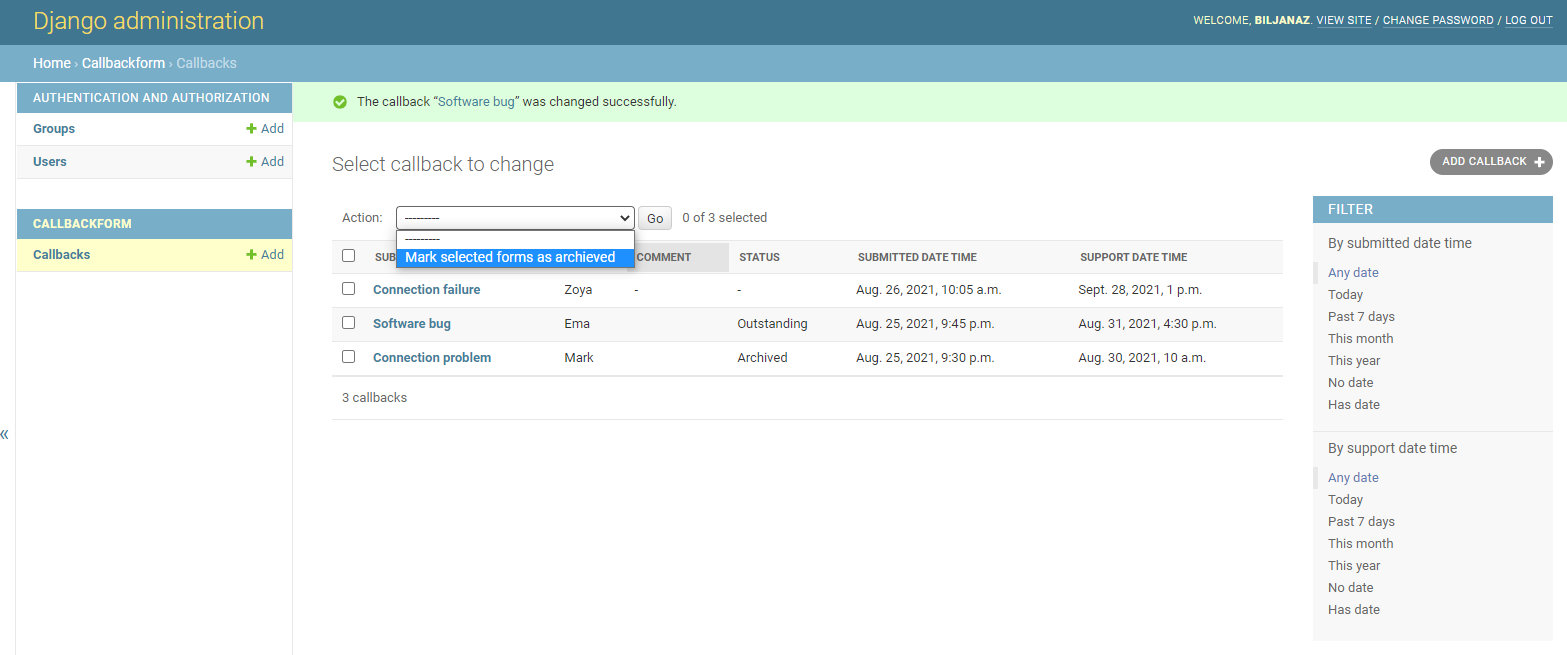 Django administration
WELCOME, BILJANAZ. VIEW SITE / CHANGE PASSWORD / LOG OUT
Home › Callbackform › Callbacks
AUTHENTICATION AND AUTHORIZATION
Groups + Add
Users + Add
CALLBACKFORM
Callbacks + Add
«
The callback “Software bug” was changed successfully.
Select callback to change
ADD CALLBACK +
Action: --------- Go 0 of 3 selected
---------
Mark selected forms as archieved
SUB COMMENT STATUS SUBMITTED DATE TIME SUPPORT DATE TIME
Connection failure Zoya - - Aug. 26, 2021, 10:05 a.m. Sept. 28, 2021, 1 p.m.
Software bug Ema Outstanding Aug. 25, 2021, 9:45 p.m. Aug. 31, 2021, 4:30 p.m.
Connection problem Mark Archived Aug. 25, 2021, 9:30 p.m. Aug. 30, 2021, 10 a.m.
3 callbacks
FILTER
By submitted date time
Any date
Today
Past 7 days
This month
This year
No date
Has date
By support date time
Any date
Today
Past 7 days
This month
This year
No date
Has date